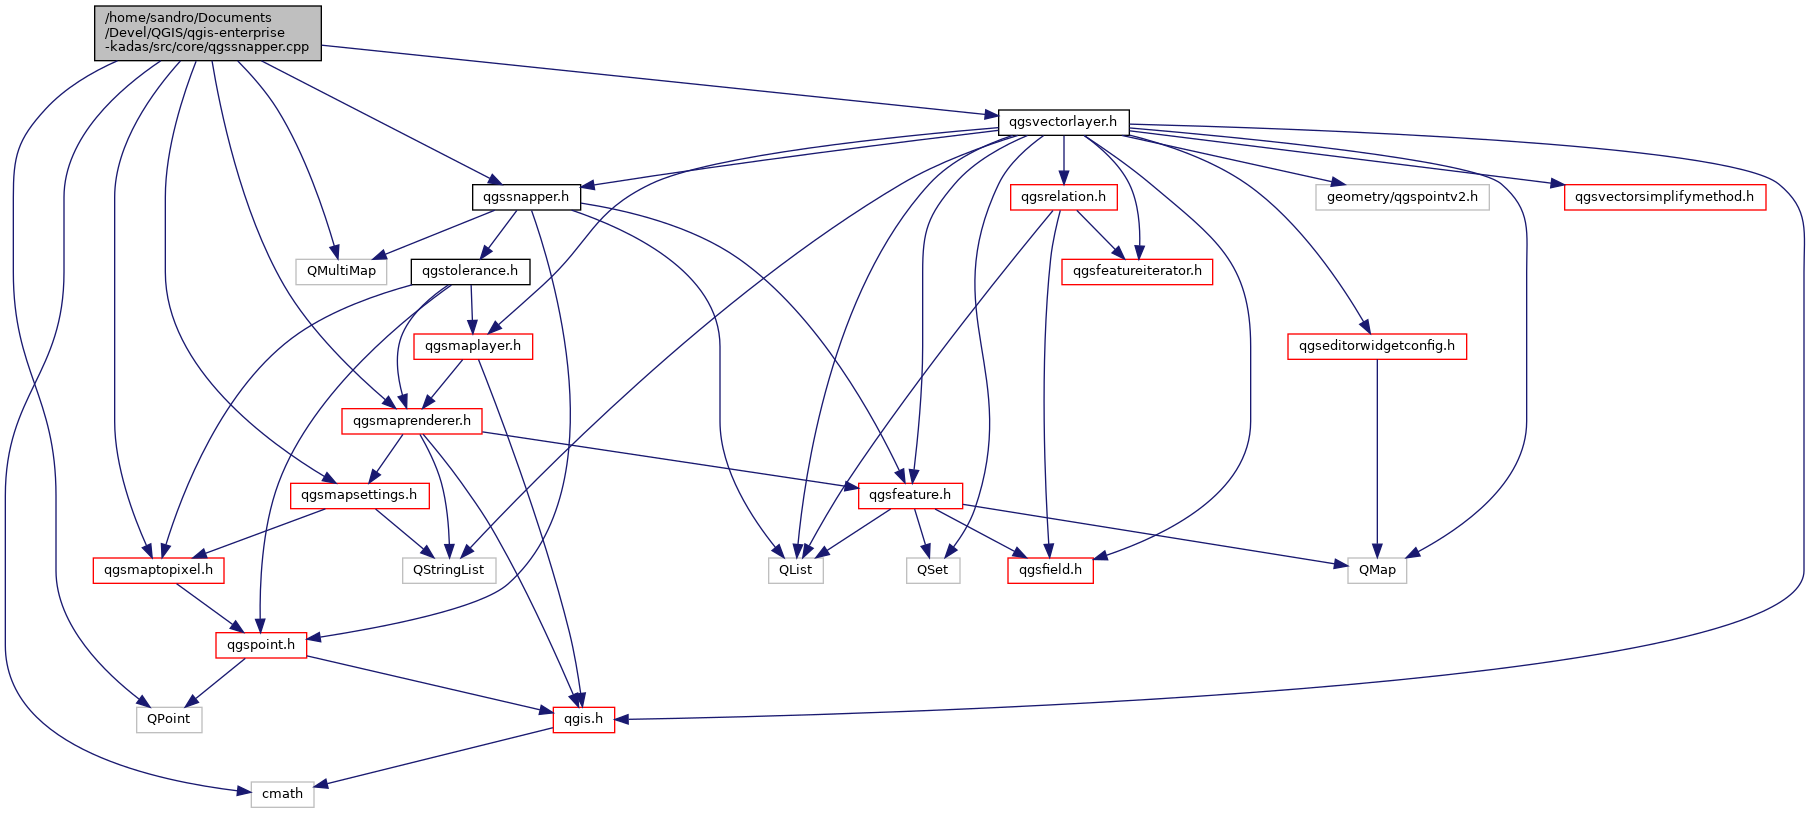 /home/sandro/Documents
/Devel/QGIS/qgis-enterprise
-kadas/src/core/qgssnapper.cpp
qgsvectorlayer.h
qgssnapper.h
qgsrelation.h
geometry/qgspointv2.h
qgsvectorsimplifymethod.h
QMultiMap
qgstolerance.h
qgsfeatureiterator.h
qgsmaplayer.h
qgseditorwidgetconfig.h
qgsmaprenderer.h
qgsmapsettings.h
qgsfeature.h
qgsmaptopixel.h
QStringList
QList
QSet
qgsfield.h
QMap
qgspoint.h
QPoint
qgis.h
cmath